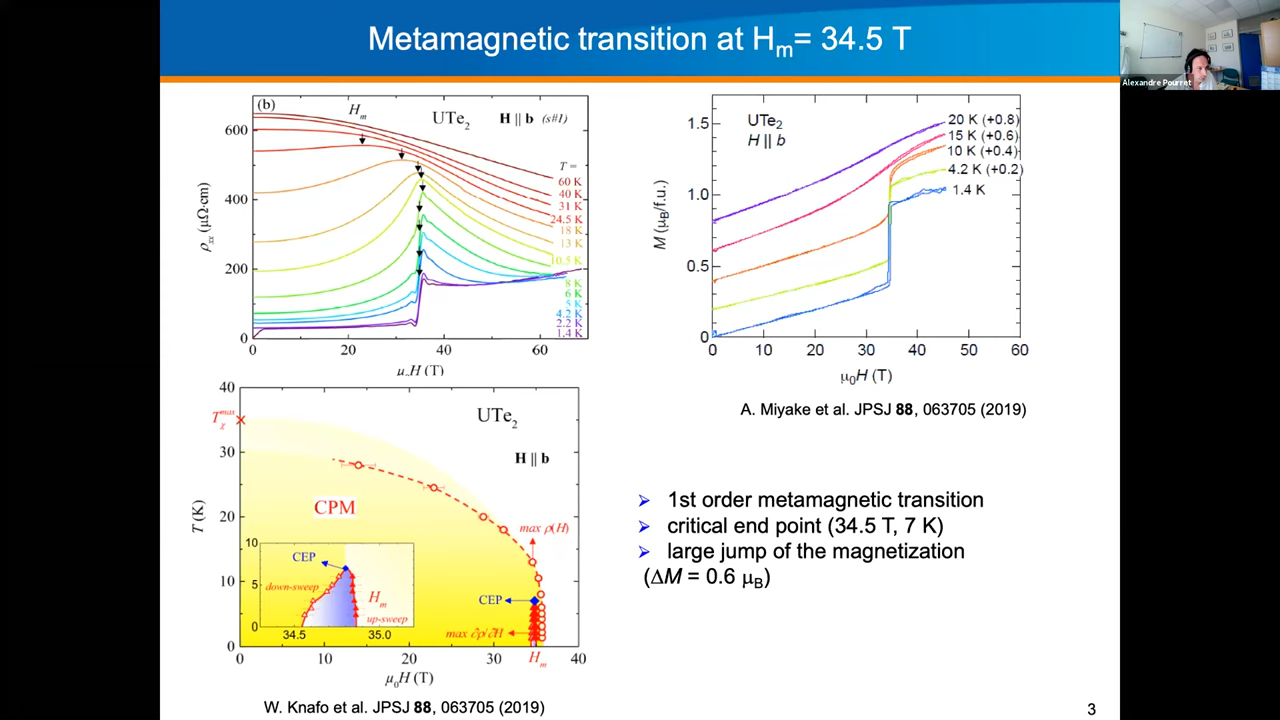 Metamagnetic transition at Hm= 34.5 T
Alexandre Pourret
(b)
Hm
UTe2
H || b (s#1)
T =
60 K
40 K
31 K
24.5 K
18 K
13 K
10.5 K
8 K
6 K
5 K
4.2 K
2.2 K
1.4 K
600
400
200
0
ρxx (μΩ·cm)
0 20 40 60
H (T)
UTe2
H || b
20 K (+0.8)
15 K (+0.6)
10 K (+0.4)
4.2 K (+0.2)
1.4 K
1.5
1.0
0.5
0
M (μB/f.u.)
0 10 20 30 40 50 60
μ0H (T)
A. Miyake et al. JPSJ 88, 063705 (2019)
40
30
20
10
0
T (K)
Tχmax
UTe2
H || b
CPM
max ρ(H)
CEP
max ∂ρ/∂H
10
5
0
CEP
down-sweep
Hm
up-sweep
34.5 35.0
0 10 20 30 40
Hm
μ0H (T)
W. Knafo et al. JPSJ 88, 063705 (2019)
➢ 1st order metamagnetic transition
➢ critical end point (34.5 T, 7 K)
➢ large jump of the magnetization
(ΔM = 0.6 μB)
3